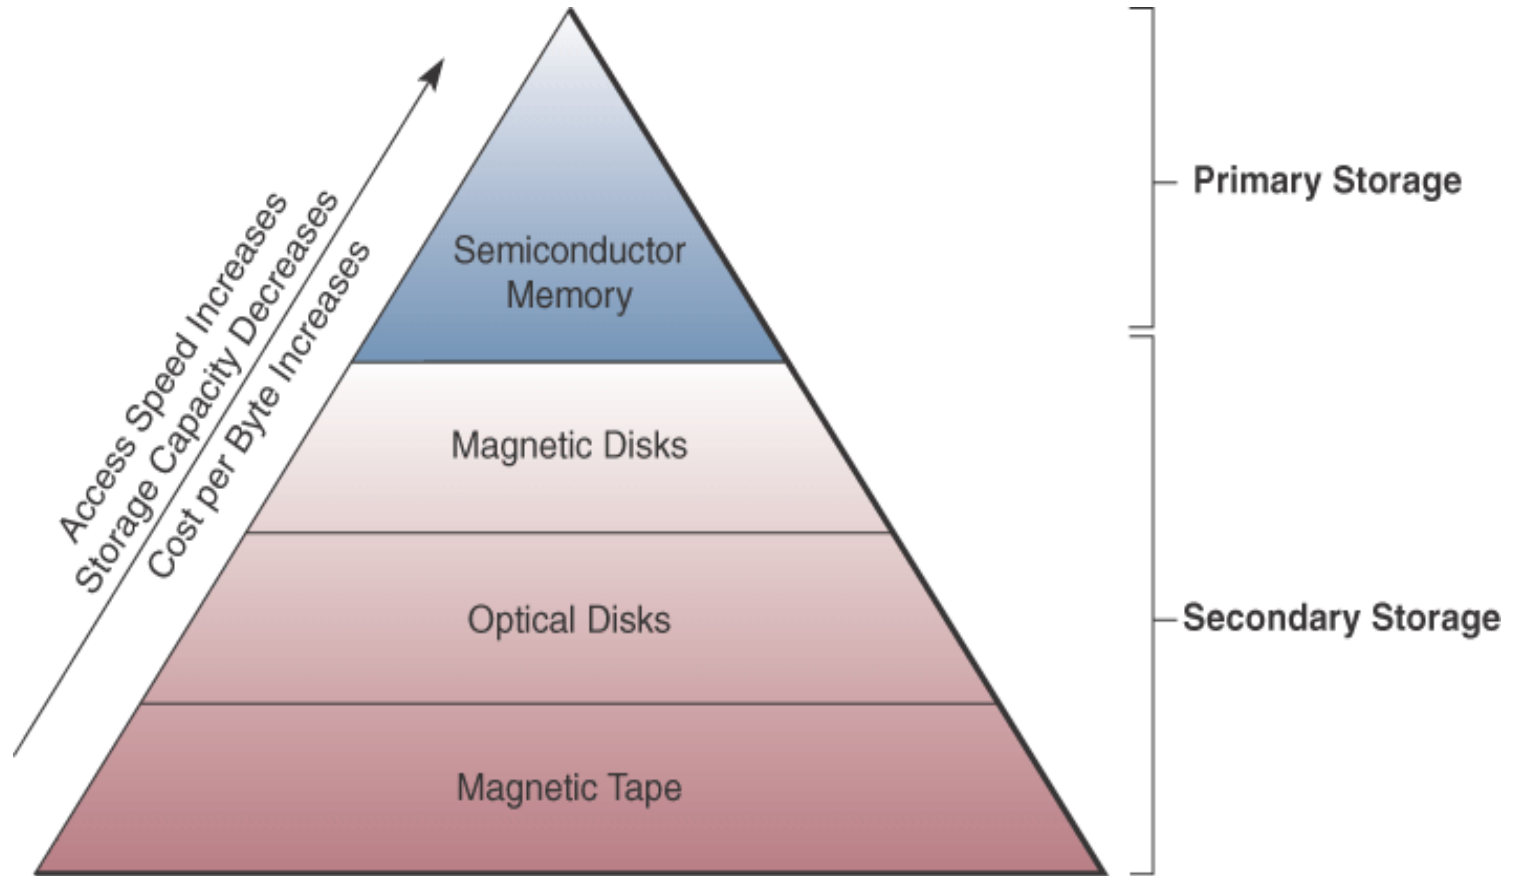 Access Speed Increases
Storage Capacity Decreases
Cost per Byte Increases
Semiconductor
Memory
Magnetic Disks
Optical Disks
Magnetic Tape
Primary Storage
Secondary Storage